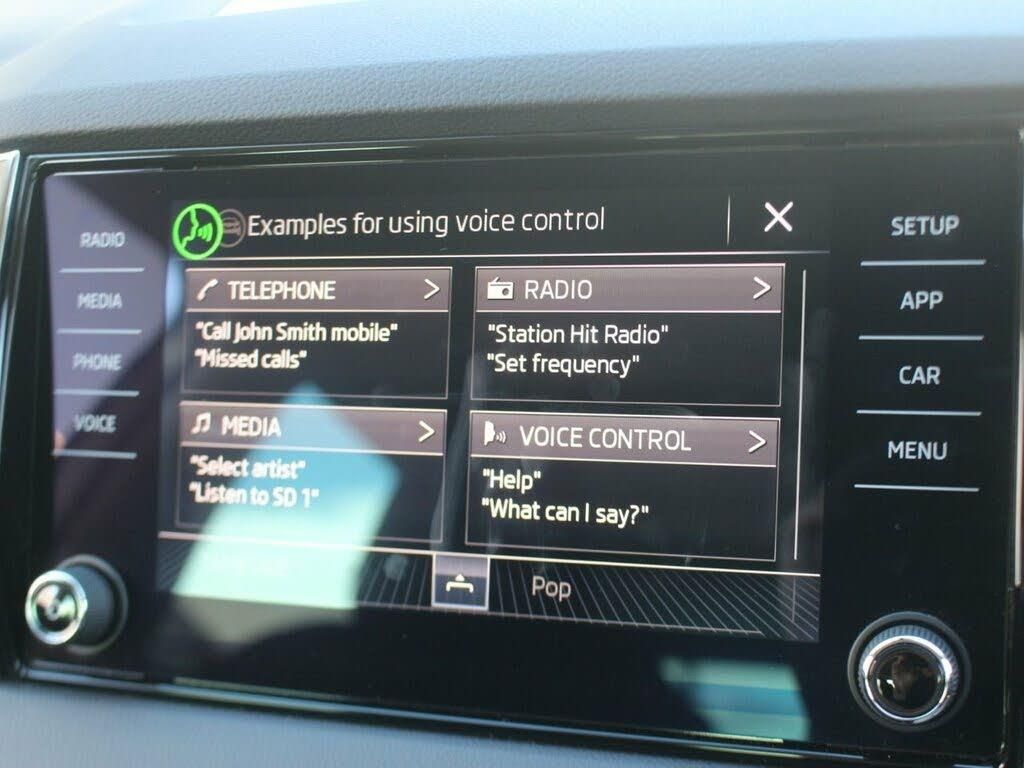 Examples for using voice control
RADIO
MEDIA
PHONE
VOICE
TELEPHONE
"Call John Smith mobile"
"Missed calls"
RADIO
"Station Hit Radio"
"Set frequency"
MEDIA
"Select artist"
"Listen to SD 1"
VOICE CONTROL
"Help"
"What can I say?"
Pop
SETUP
APP
CAR
MENU